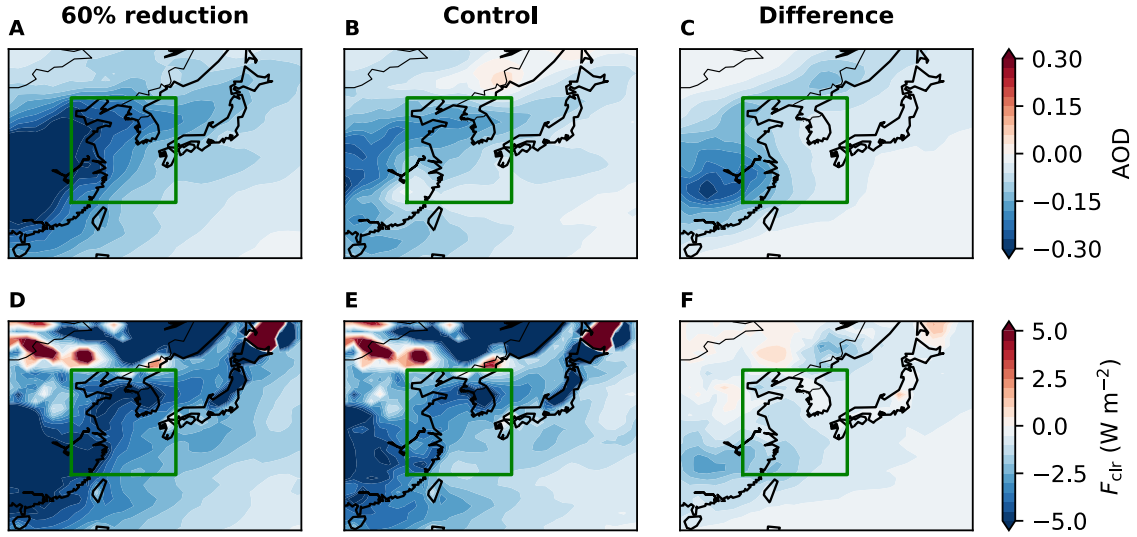 60% reduction
Control
Difference
A
B
C
0.30
0.15
0.00
−0.15
−0.30
AOD
D
E
F
5.0
2.5
0.0
−2.5
−5.0
F_clr (W m⁻²)